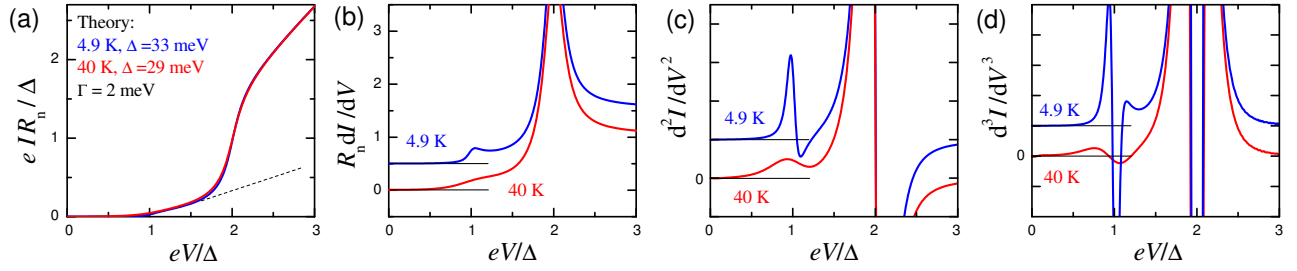 (a)
Theory:
4.9 K, Δ =33 meV
40 K, Δ =29 meV
Γ = 2 meV
e IRₙ / Δ
2
1
0
0 1 2 3
eV/Δ
(b)
Rₙ dI/dV
3
2
1
0
4.9 K
40 K
0 1 2 3
eV/Δ
(c)
d²I/dV²
0
4.9 K
40 K
0 1 2 3
eV/Δ
(d)
d³I/dV³
0
4.9 K
40 K
0 1 2 3
eV/Δ